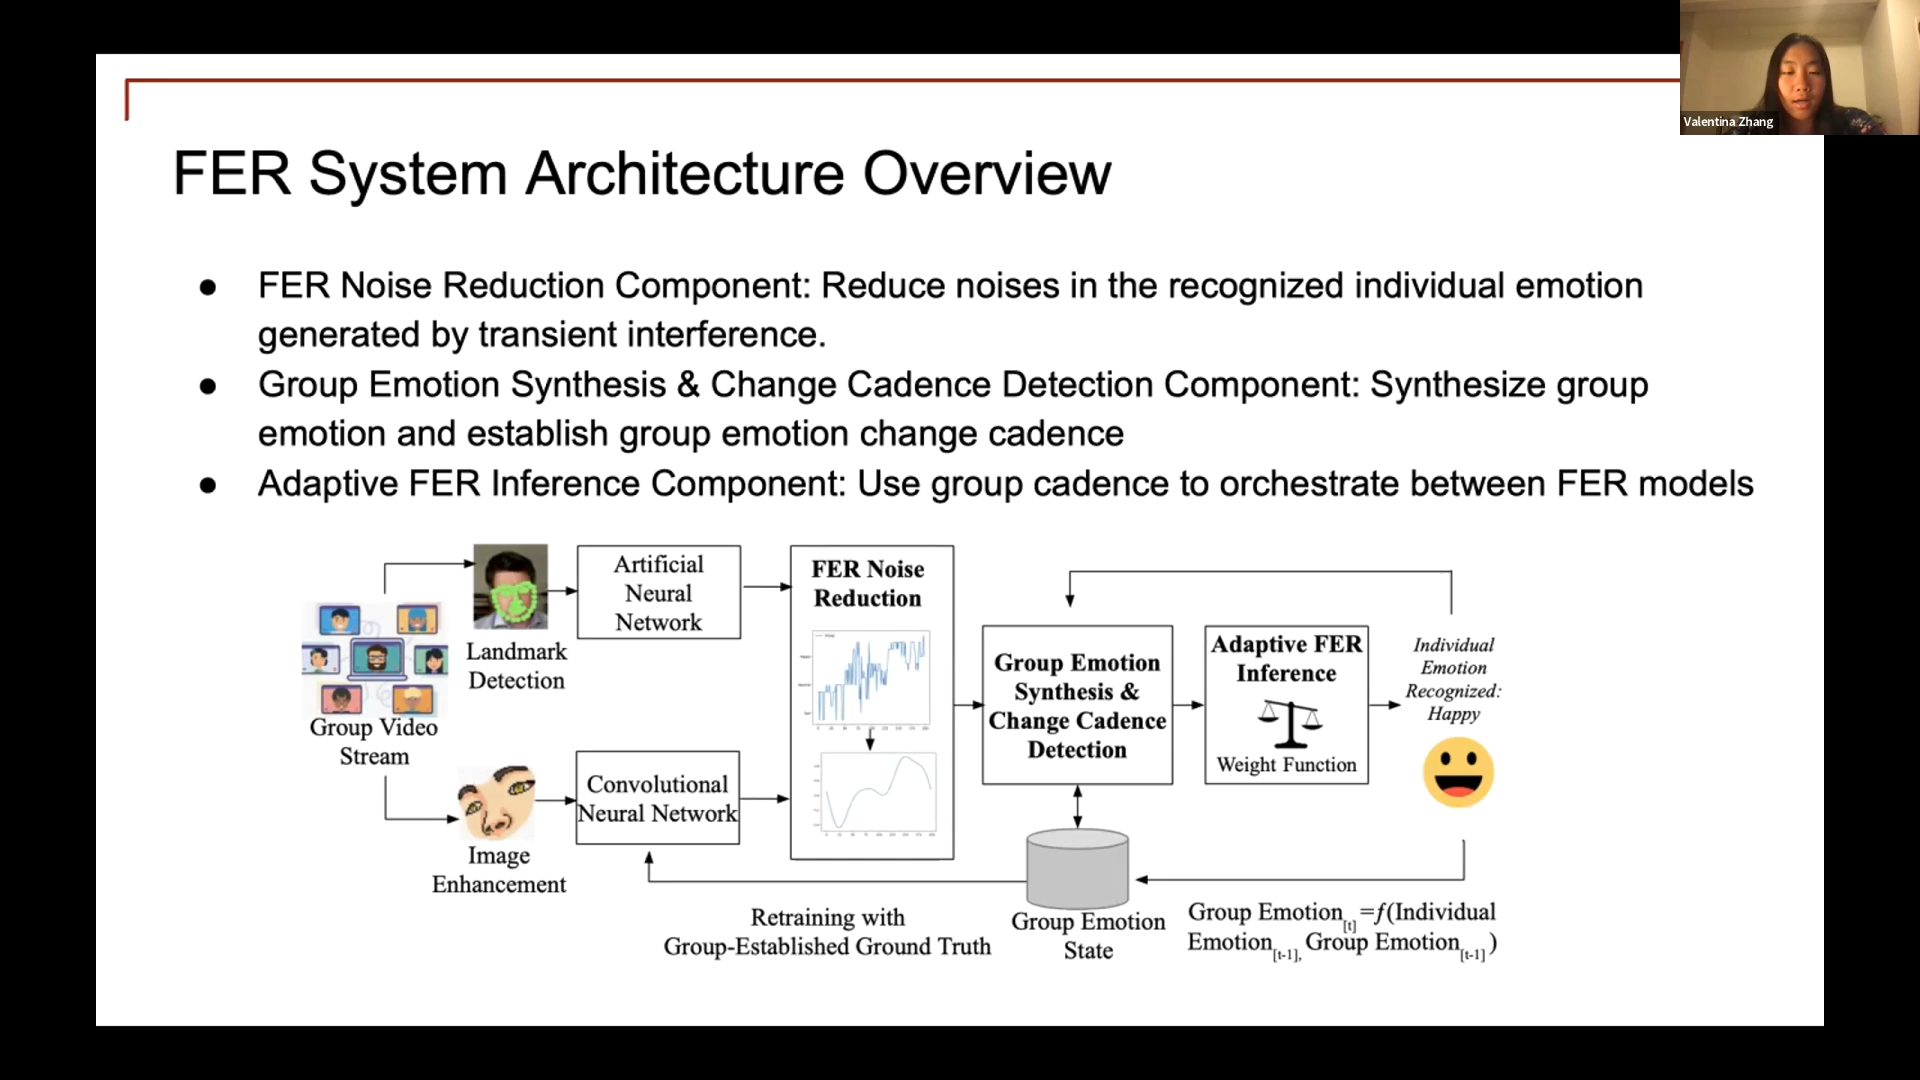 Valentina Zhang
FER System Architecture Overview
● FER Noise Reduction Component: Reduce noises in the recognized individual emotion
generated by transient interference.
● Group Emotion Synthesis & Change Cadence Detection Component: Synthesize group
emotion and establish group emotion change cadence
● Adaptive FER Inference Component: Use group cadence to orchestrate between FER models
Group Video
Stream
Landmark
Detection
Image
Enhancement
Artificial
Neural
Network
Convolutional
Neural Network
FER Noise
Reduction
Group Emotion
Synthesis &
Change Cadence
Detection
Adaptive FER
Inference
Weight Function
Individual
Emotion
Recognized:
Happy
Retraining with
Group-Established Ground Truth
Group Emotion
State
Group Emotion[t]=f(Individual
Emotion[t-1], Group Emotion[t-1])